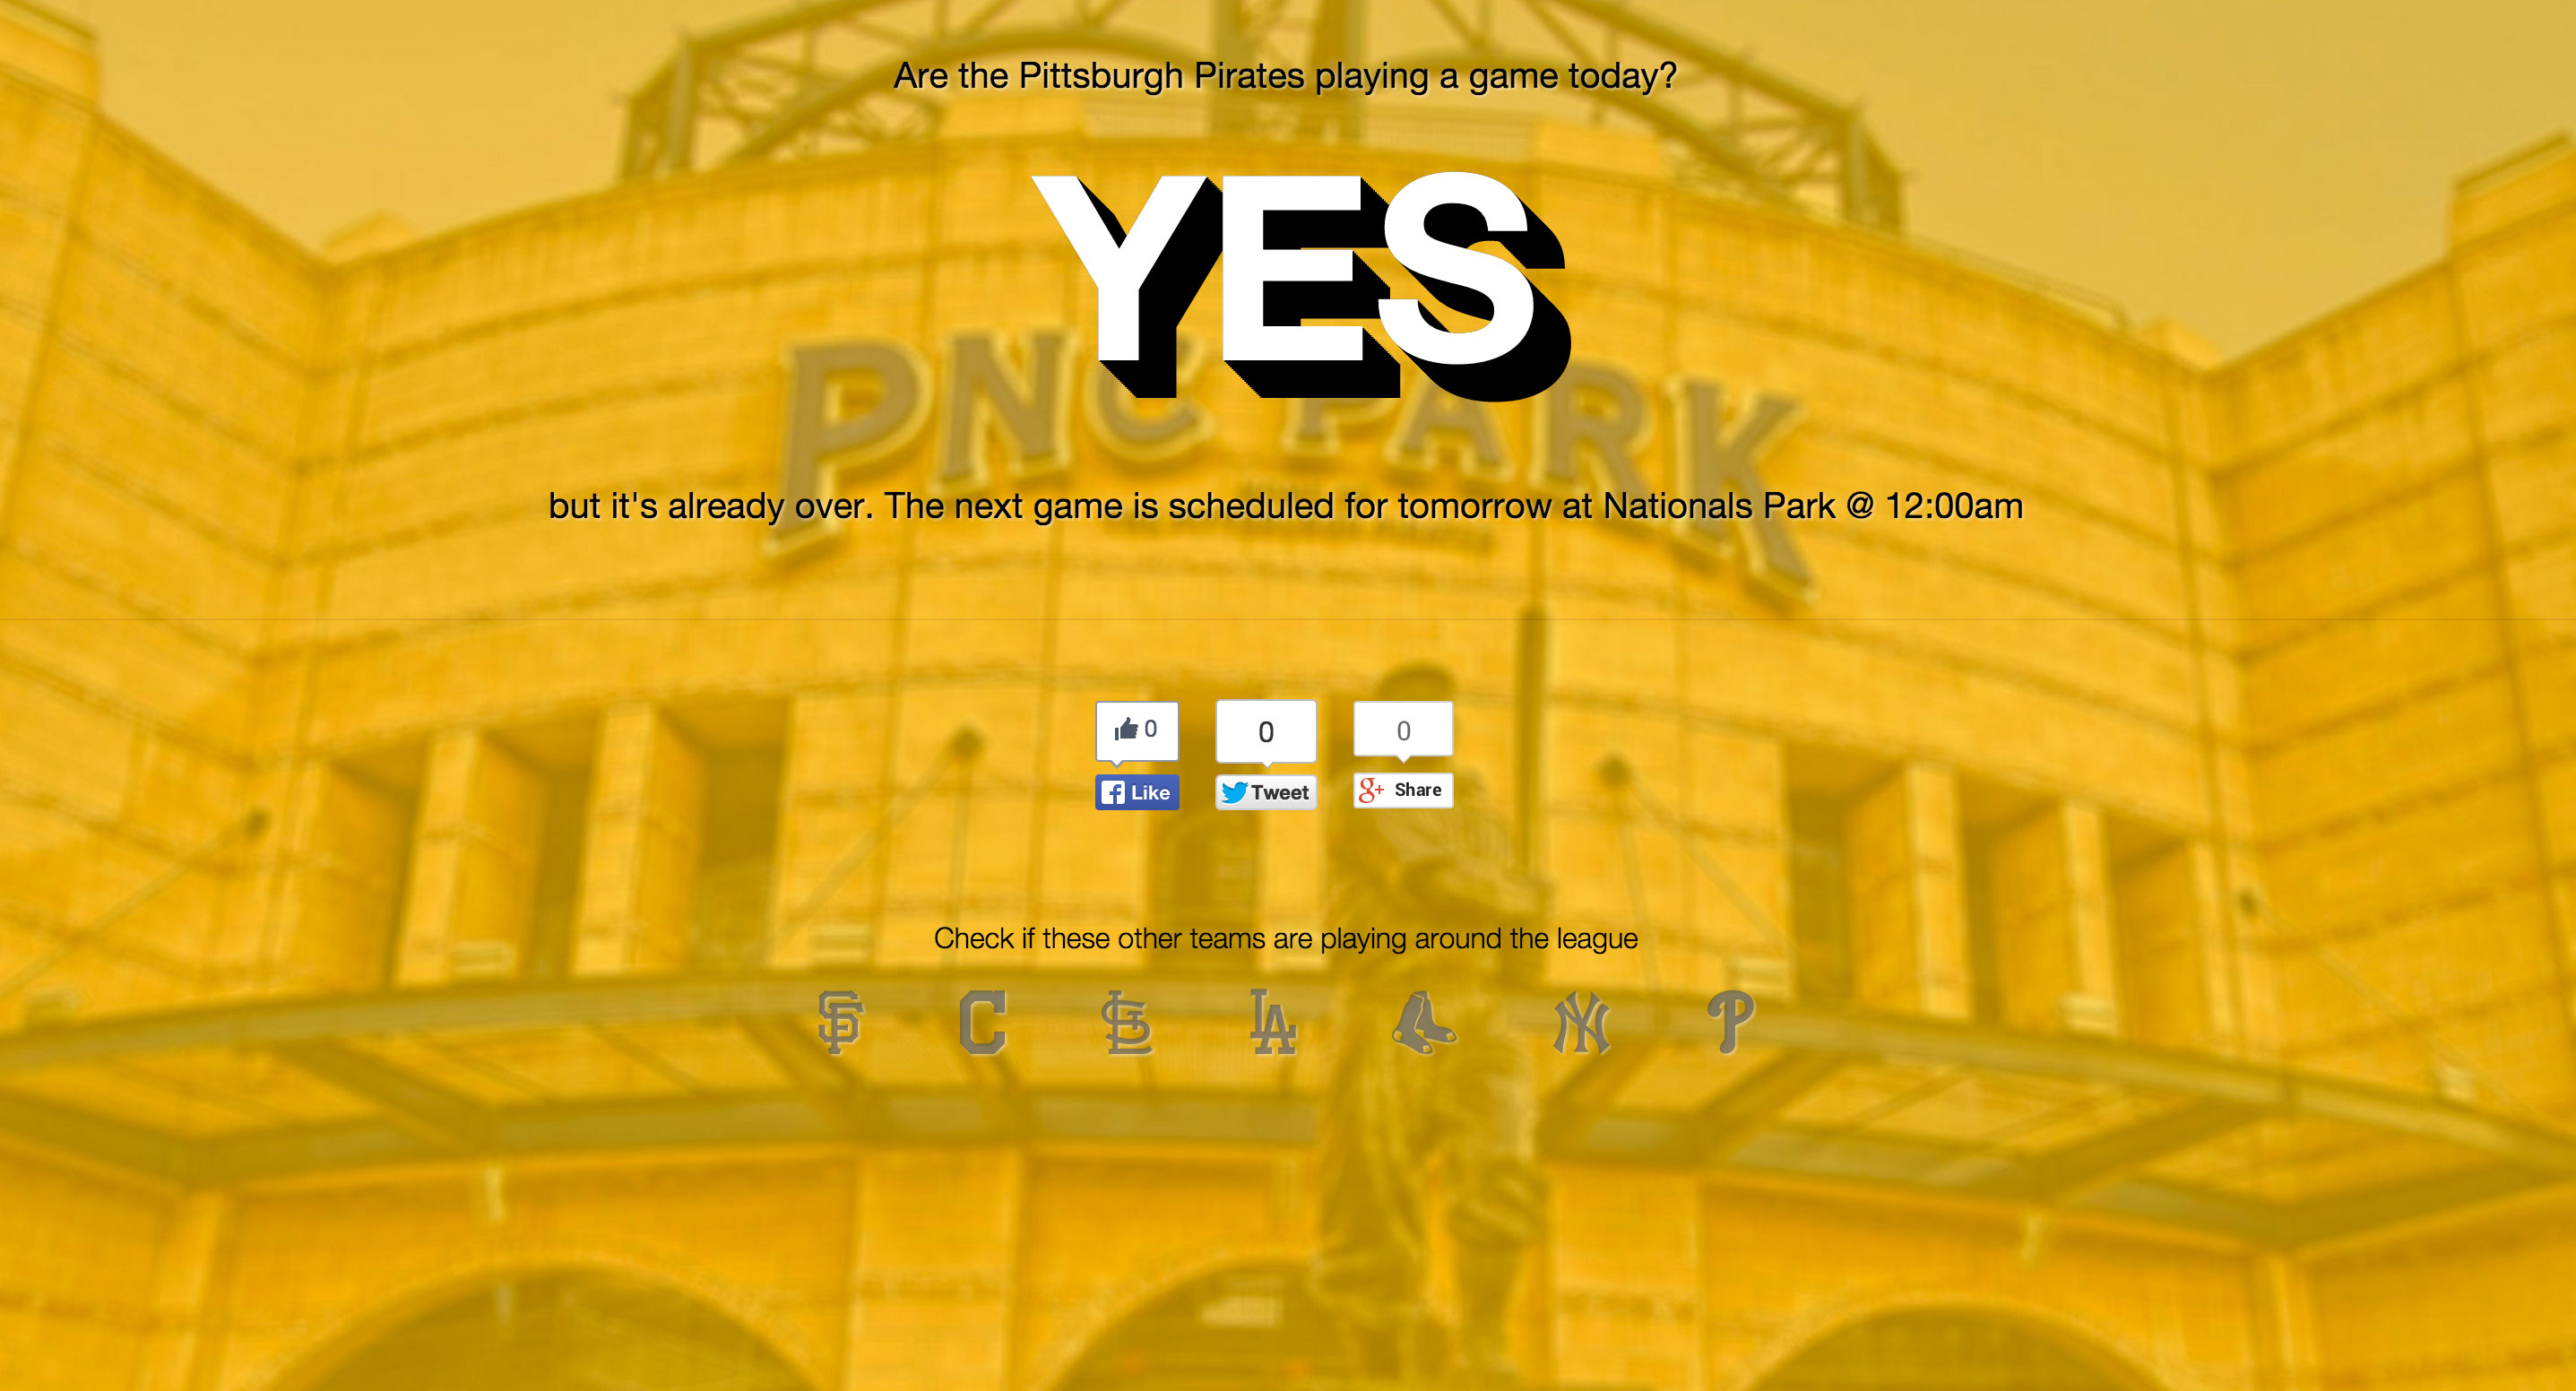 Are the Pittsburgh Pirates playing a game today?
YES
PNC PARK
but it's already over. The next game is scheduled for tomorrow at Nationals Park @ 12:00am
0 0 0
Like Tweet g+ Share
Check if these other teams are playing around the league
SF C STL LA NY P